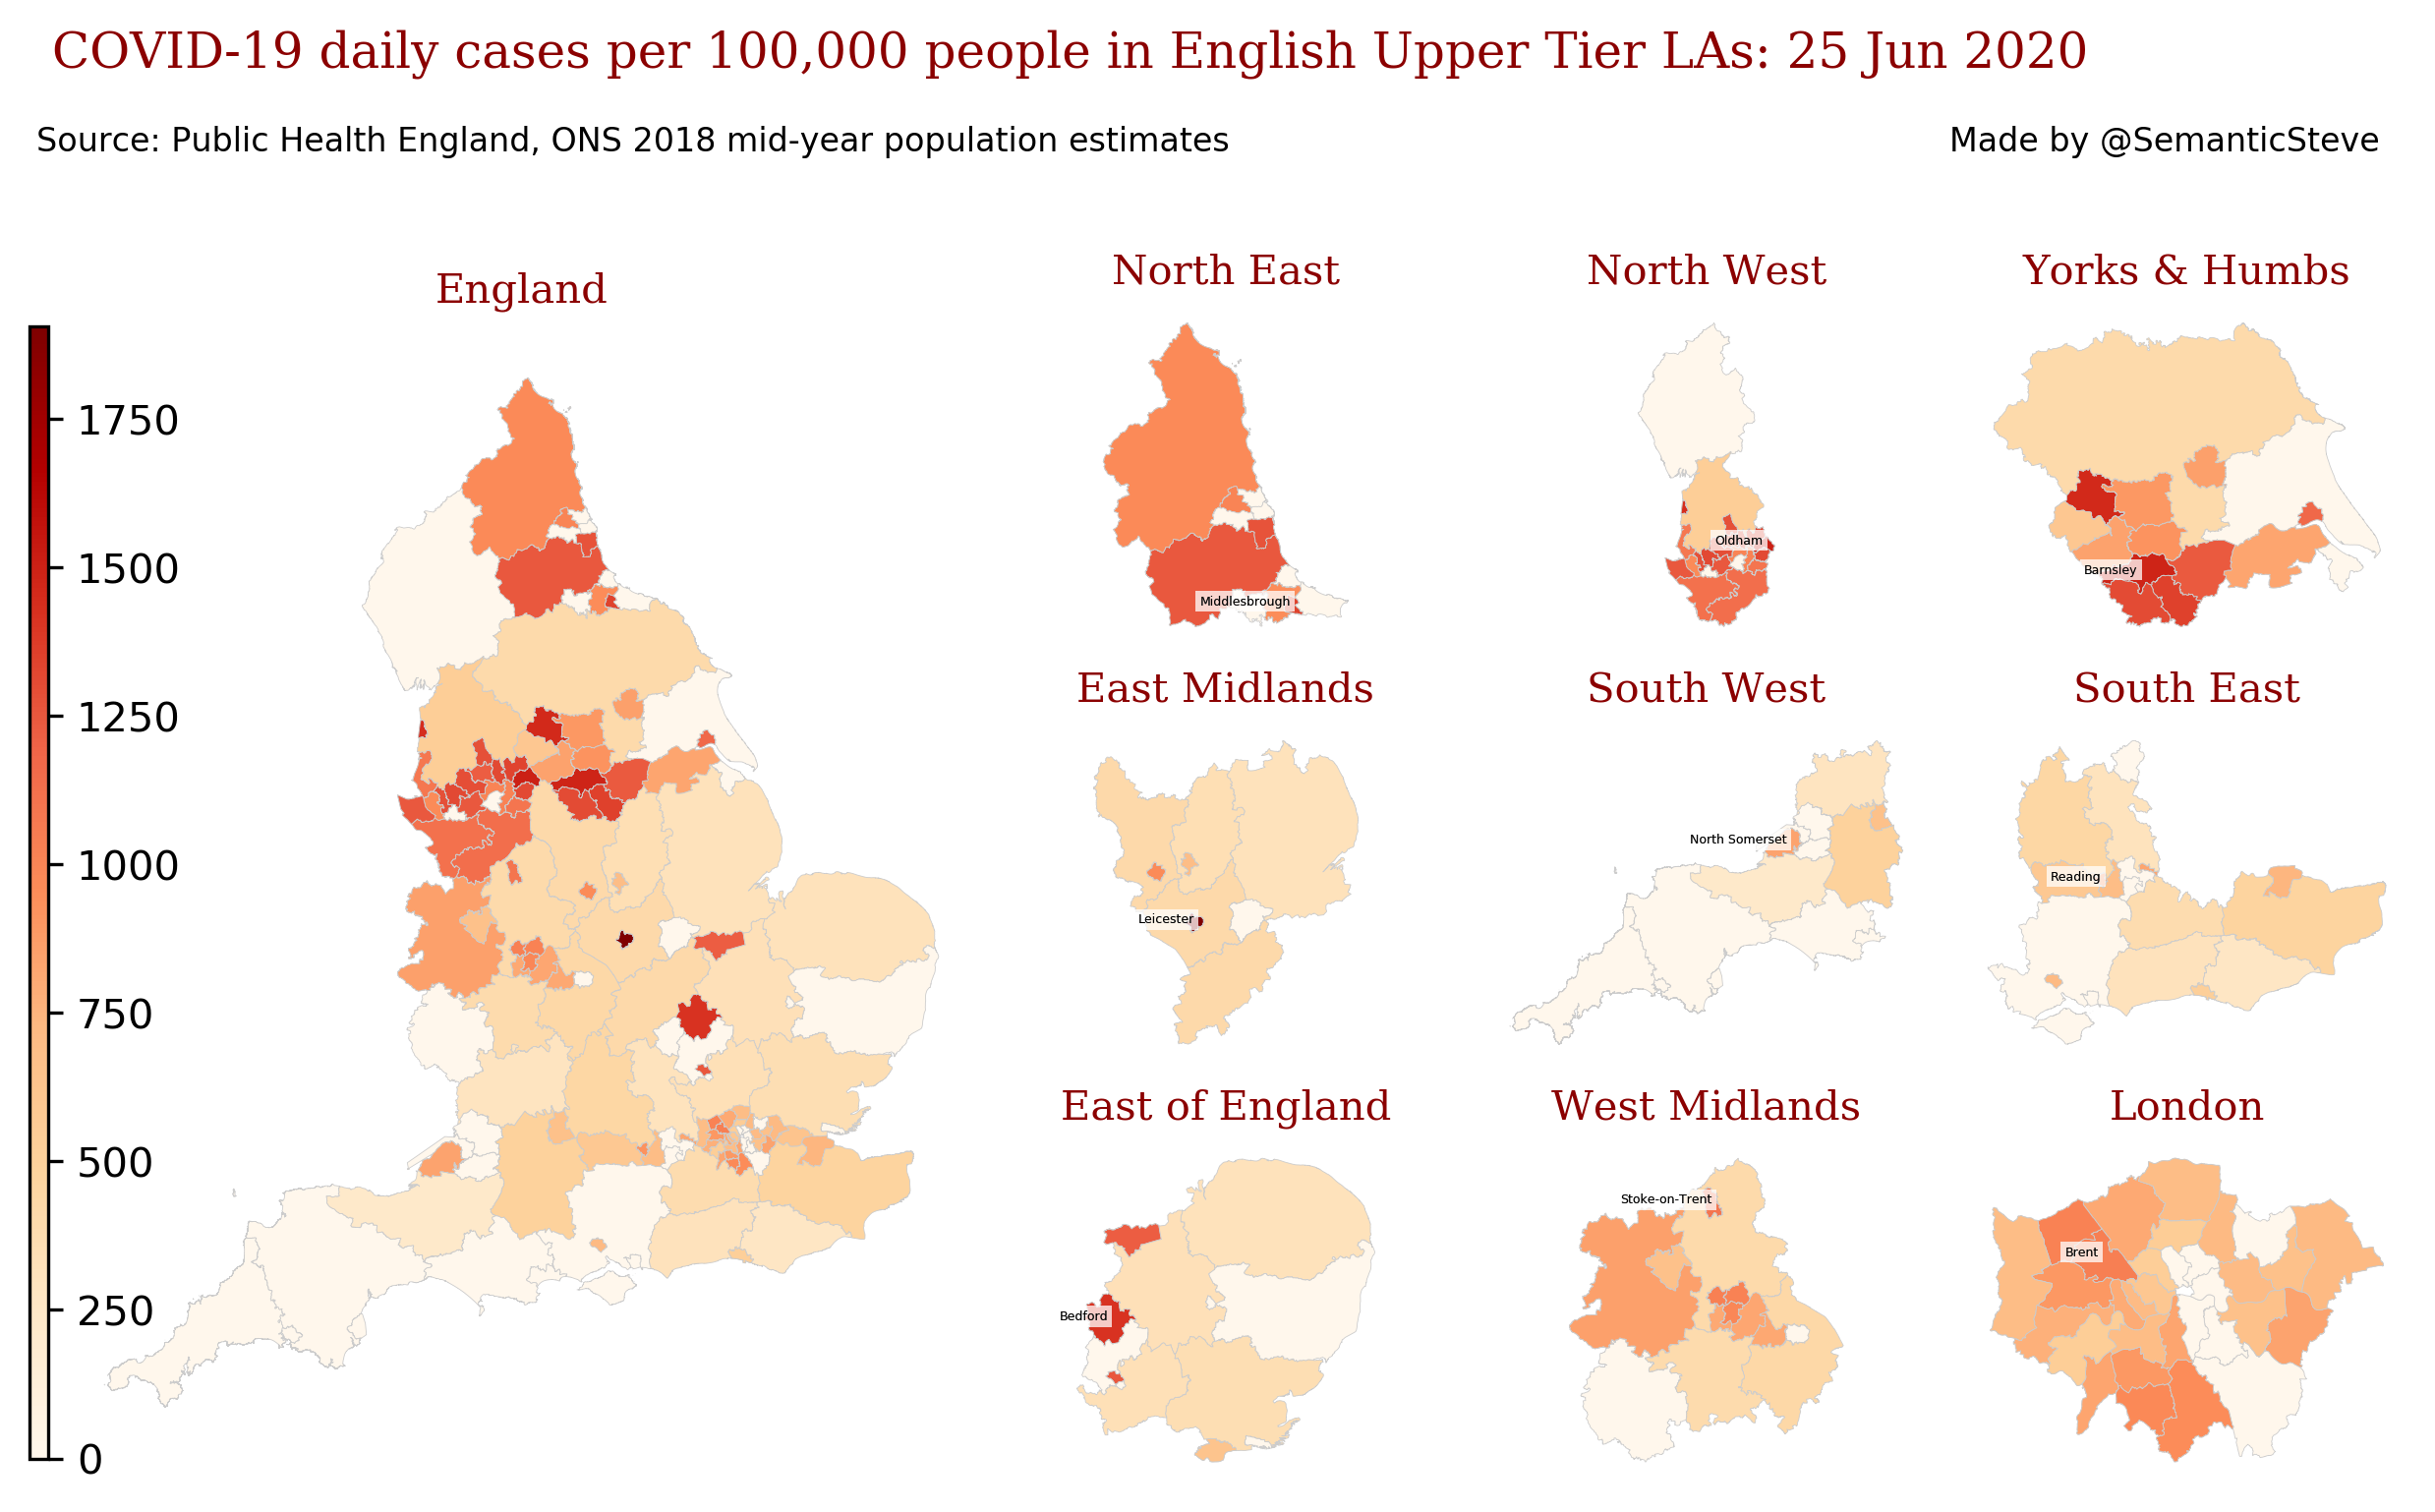 COVID-19 daily cases per 100,000 people in English Upper Tier LAs: 25 Jun 2020
Source: Public Health England, ONS 2018 mid-year population estimates
Made by @SemanticSteve
England
1750
1500
1250
1000
750
500
250
0
North East
Middlesbrough
North West
Oldham
Yorks & Humbs
Barnsley
East Midlands
Leicester
South West
North Somerset
South East
Reading
East of England
Bedford
West Midlands
Stoke-on-Trent
London
Brent